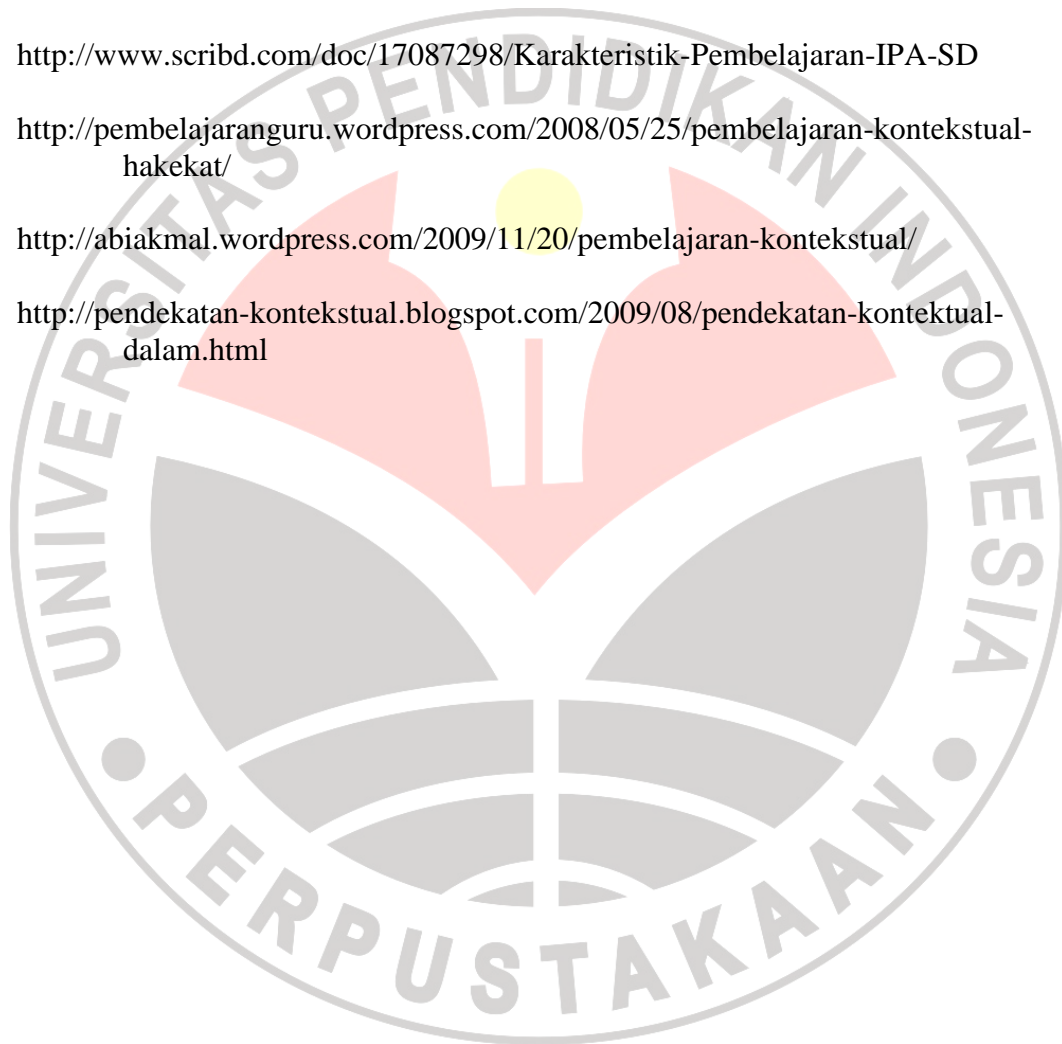 http://www.scribd.com/doc/17087298/Karakteristik-Pembelajaran-IPA-SD
http://pembelajaranguru.wordpress.com/2008/05/25/pembelajaran-kontekstual-
hakekat/
http://abiakmal.wordpress.com/2009/11/20/pembelajaran-kontekstual/
http://pendekatan-kontekstual.blogspot.com/2009/08/pendekatan-kontektual-
dalam.html
UNIVERSITAS PENDIDIKAN INDONESIA
PERPUSTAKAAN